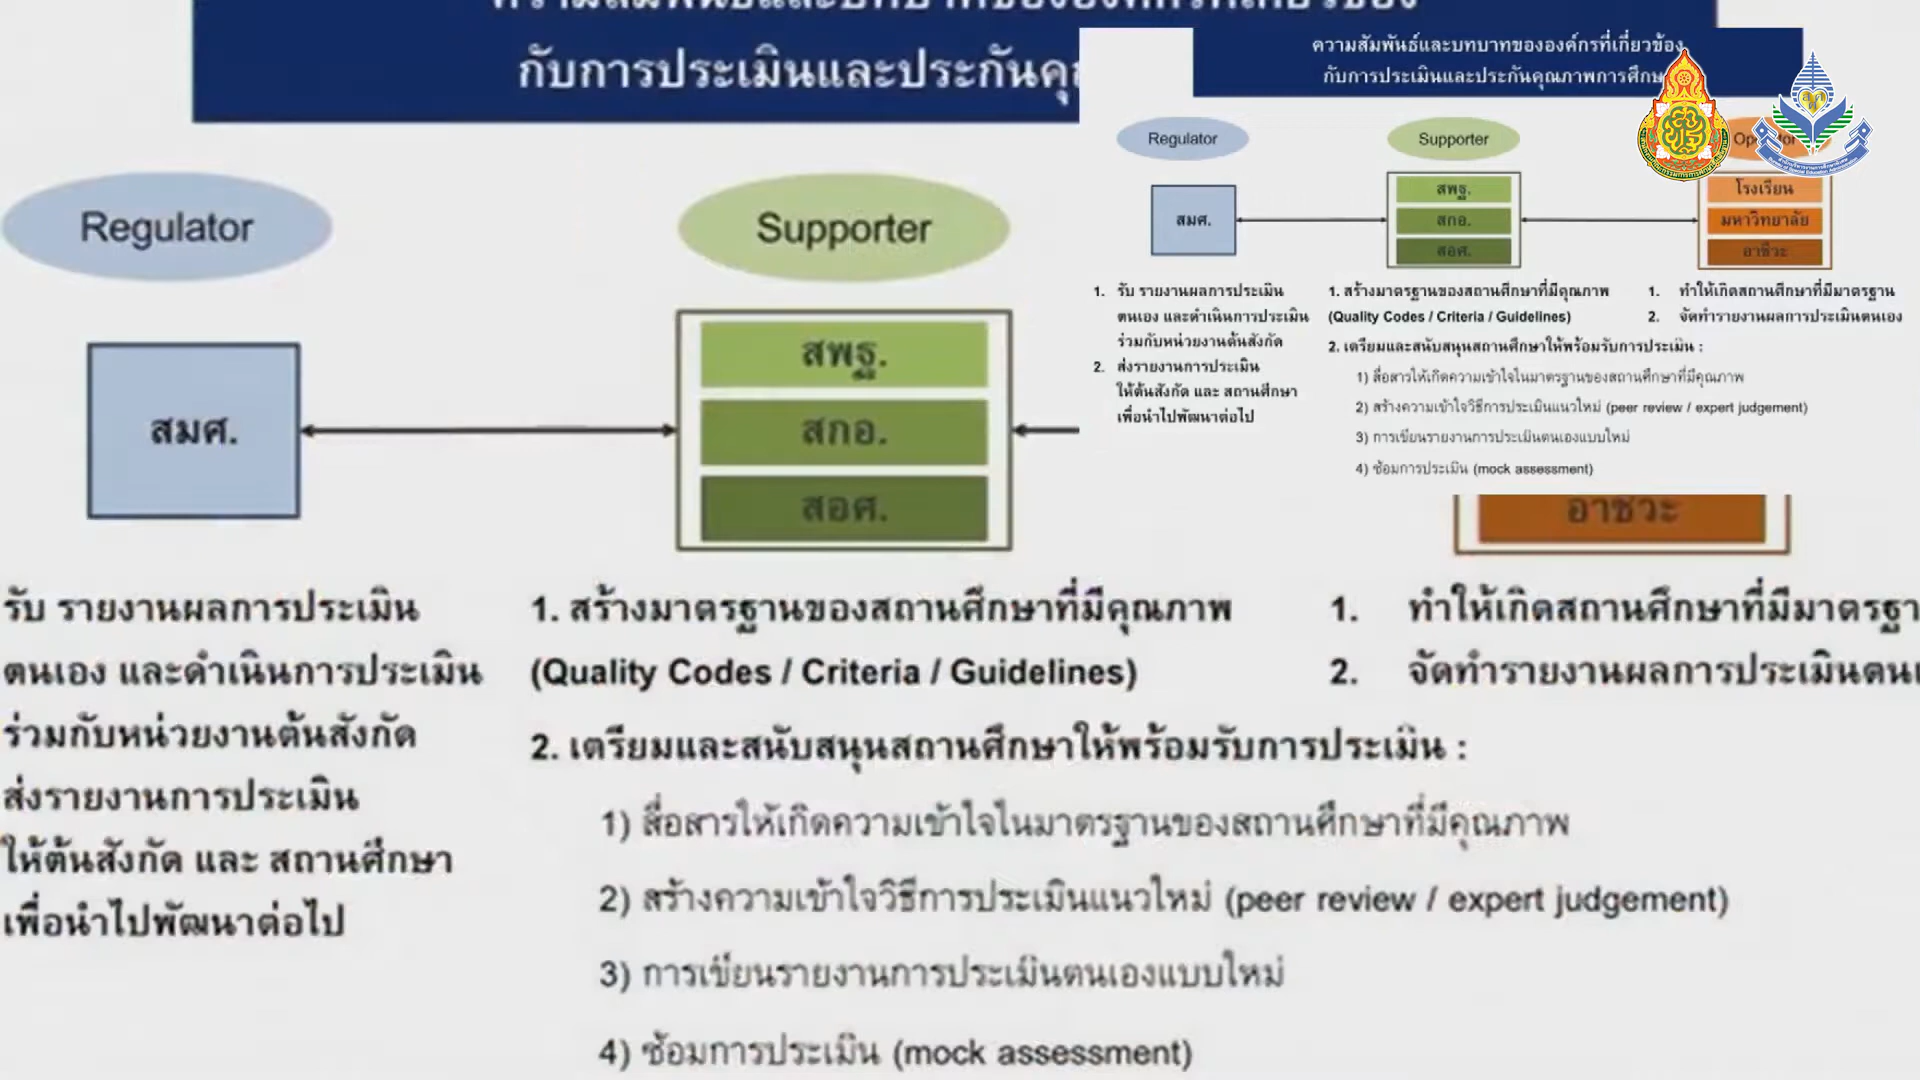 ความสัมพันธ์และบทบาทขององค์กรที่เกี่ยวข้อง
กับการประเมินและประกันคุ
Regulator
Supporter
สมศ.
สพฐ.
สกอ.
สอศ.
อาชีวะ
รับ รายงานผลการประเมิน
ตนเอง และดำเนินการประเมิน
ร่วมกับหน่วยงานต้นสังกัด
ส่งรายงานการประเมิน
ให้ต้นสังกัด และ สถานศึกษา
เพื่อนำไปพัฒนาต่อไป
1. สร้างมาตรฐานของสถานศึกษาที่มีคุณภาพ
(Quality Codes / Criteria / Guidelines)
2. เตรียมและสนับสนุนสถานศึกษาให้พร้อมรับการประเมิน :
1) สื่อสารให้เกิดความเข้าใจในมาตรฐานของสถานศึกษาที่มีคุณภาพ
2) สร้างความเข้าใจวิธีการประเมินแนวใหม่ (peer review / expert judgement)
3) การเขียนรายงานการประเมินตนเองแบบใหม่
4) ซ้อมการประเมิน (mock assessment)
1. ทำให้เกิดสถานศึกษาที่มีมาตรฐา
2. จัดทำรายงานผลการประเมินตนเ
ความสัมพันธ์และบทบาทขององค์กรที่เกี่ยวข้อง
กับการประเมินและประกันคุณภาพการศึกษ
Regulator
Supporter
สมศ.
สพฐ.
สกอ.
สอศ.
โรงเรียน
มหาวิทยาลัย
อาชีวะ
1. รับ รายงานผลการประเมิน
ตนเอง และดำเนินการประเมิน
ร่วมกับหน่วยงานต้นสังกัด
2. ส่งรายงานการประเมิน
ให้ต้นสังกัด และ สถานศึกษา
เพื่อนำไปพัฒนาต่อไป
1. สร้างมาตรฐานของสถานศึกษาที่มีคุณภาพ
(Quality Codes / Criteria / Guidelines)
2. เตรียมและสนับสนุนสถานศึกษาให้พร้อมรับการประเมิน :
1) สื่อสารให้เกิดความเข้าใจในมาตรฐานของสถานศึกษาที่มีคุณภาพ
2) สร้างความเข้าใจวิธีการประเมินแนวใหม่ (peer review / expert judgement)
3) การเขียนรายงานการประเมินตนเองแบบใหม่
4) ซ้อมการประเมิน (mock assessment)
1. ทำให้เกิดสถานศึกษาที่มีมาตรฐาน
2. จัดทำรายงานผลการประเมินตนเอง